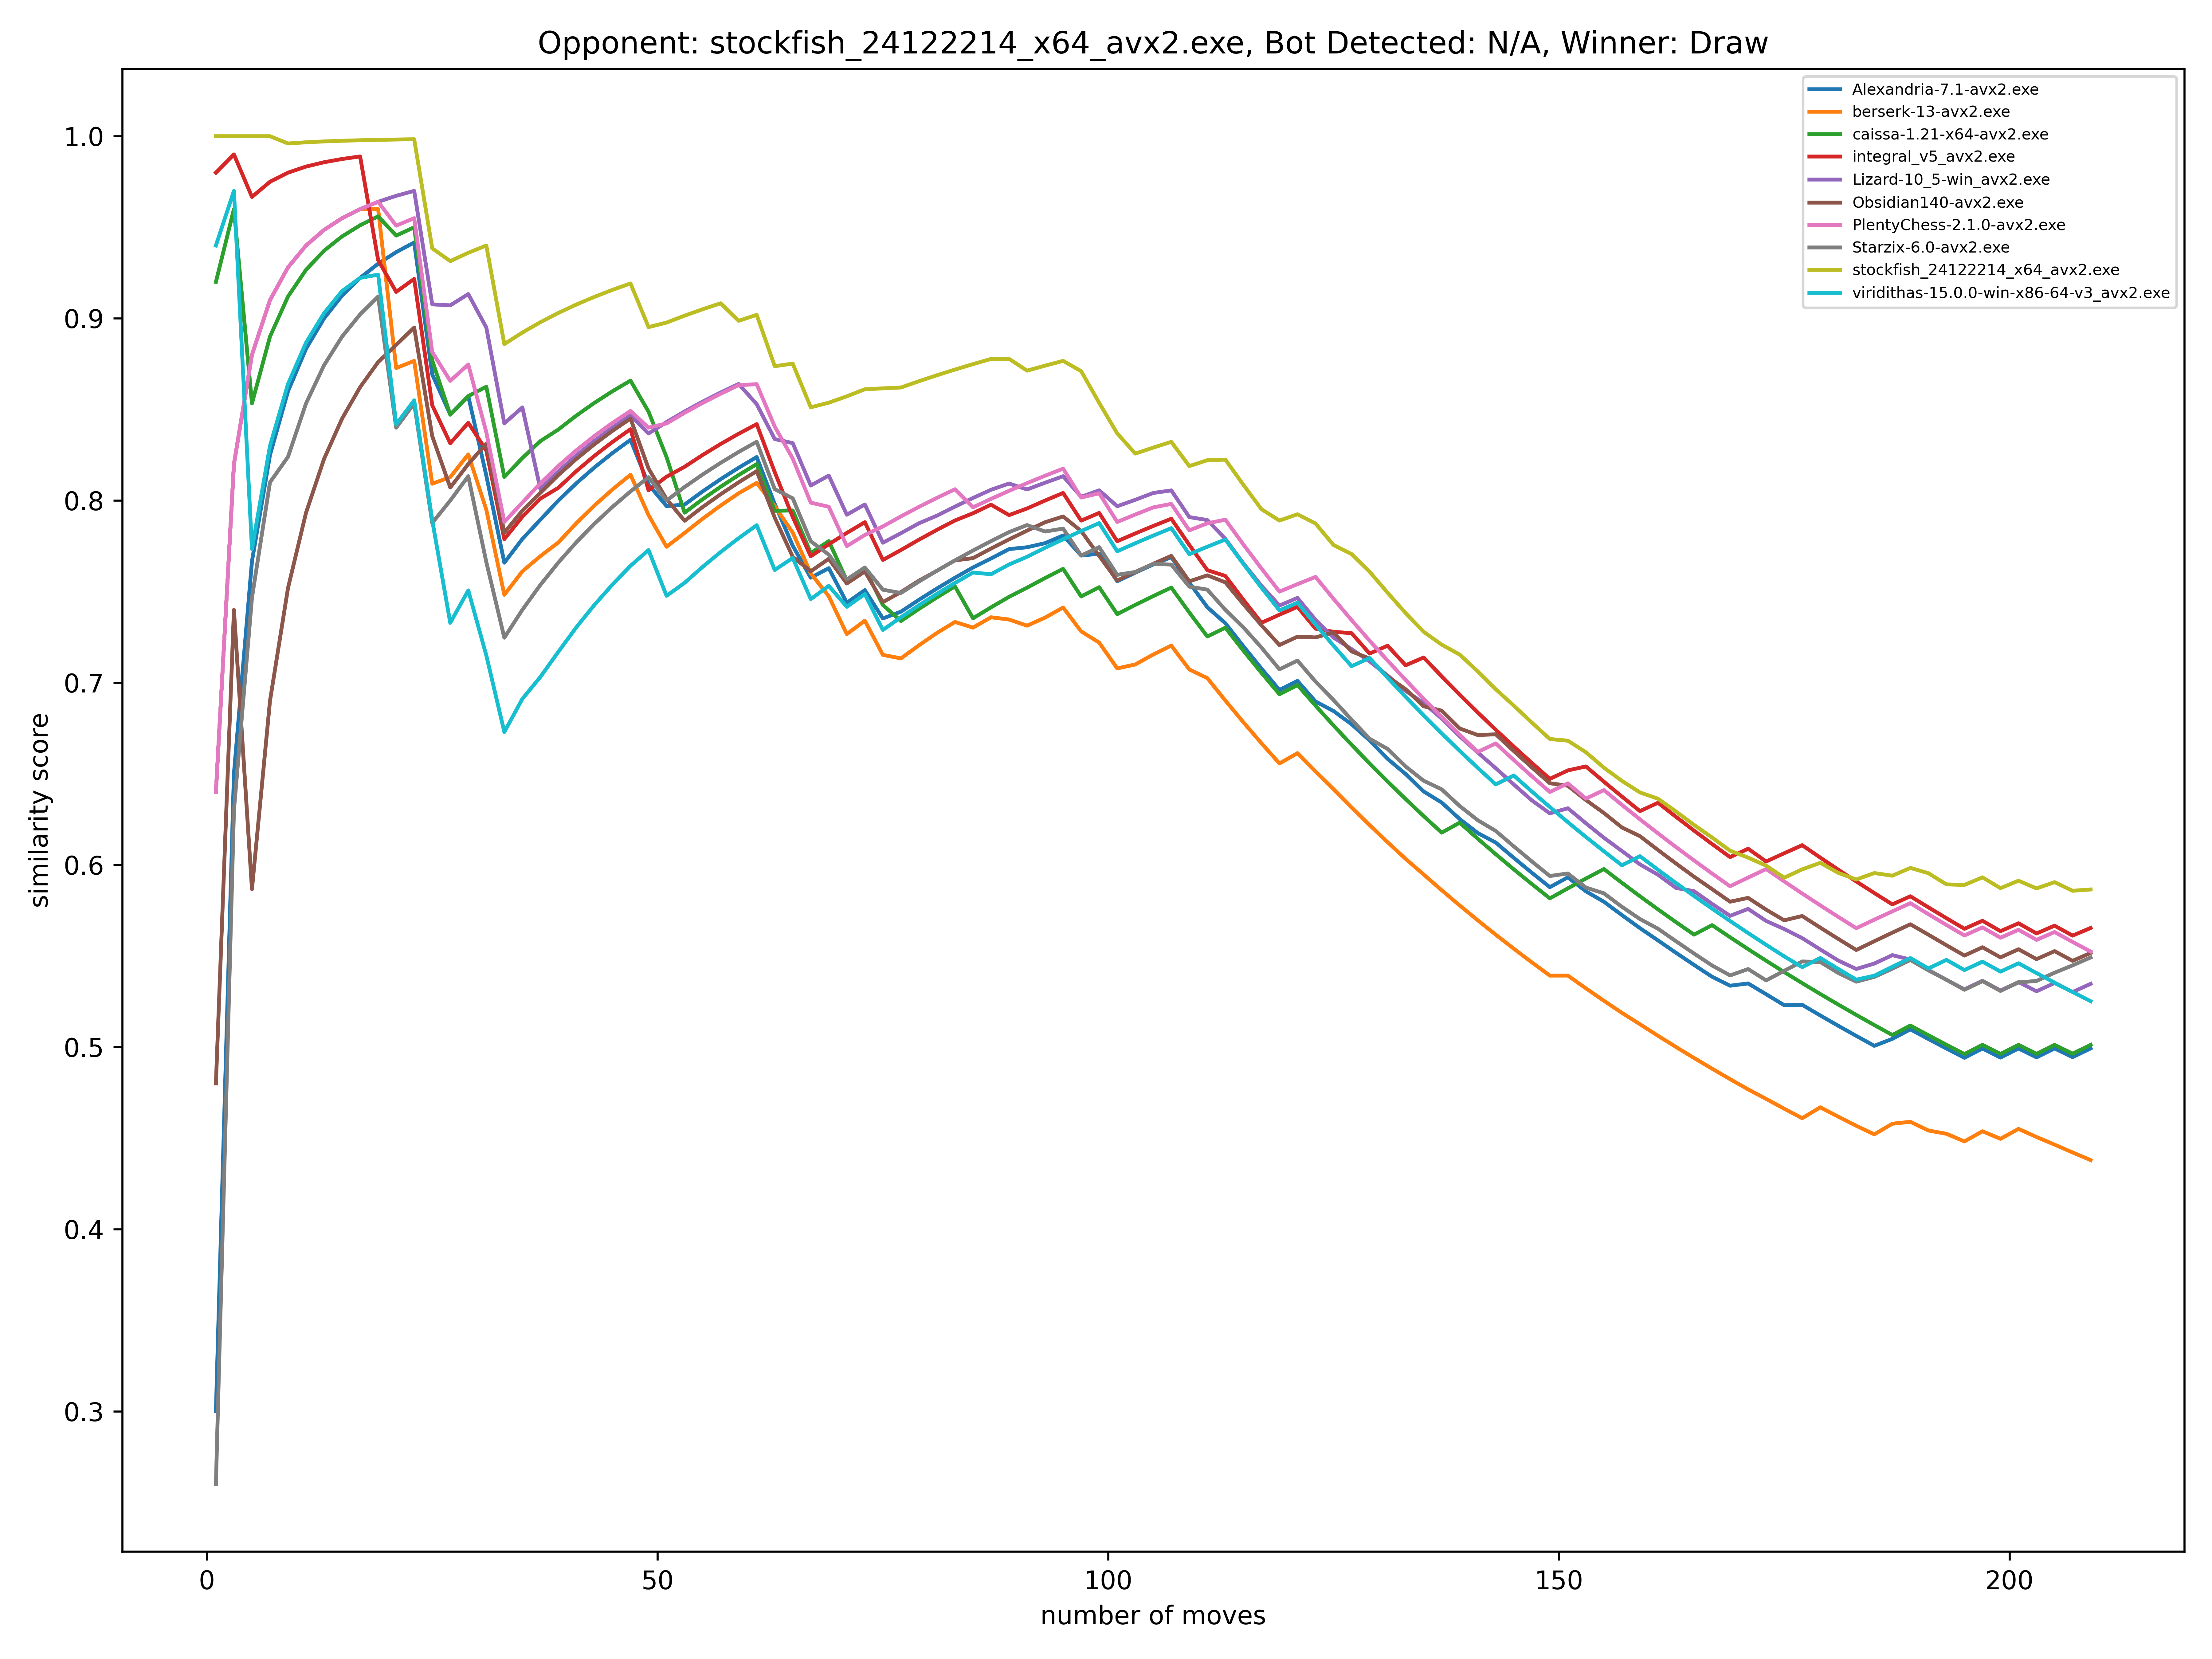 Opponent: stockfish_24122214_x64_avx2.exe, Bot Detected: N/A, Winner: Draw
Alexandria-7.1-avx2.exe
berserk-13-avx2.exe
caissa-1.21-x64-avx2.exe
integral_v5_avx2.exe
Lizard-10_5-win_avx2.exe
Obsidian140-avx2.exe
PlentyChess-2.1.0-avx2.exe
Starzix-6.0-avx2.exe
stockfish_24122214_x64_avx2.exe
viridithas-15.0.0-win-x86-64-v3_avx2.exe
1.0
0.9
0.8
0.7
0.6
0.5
0.4
0.3
similarity score
0 50 100 150 200
number of moves